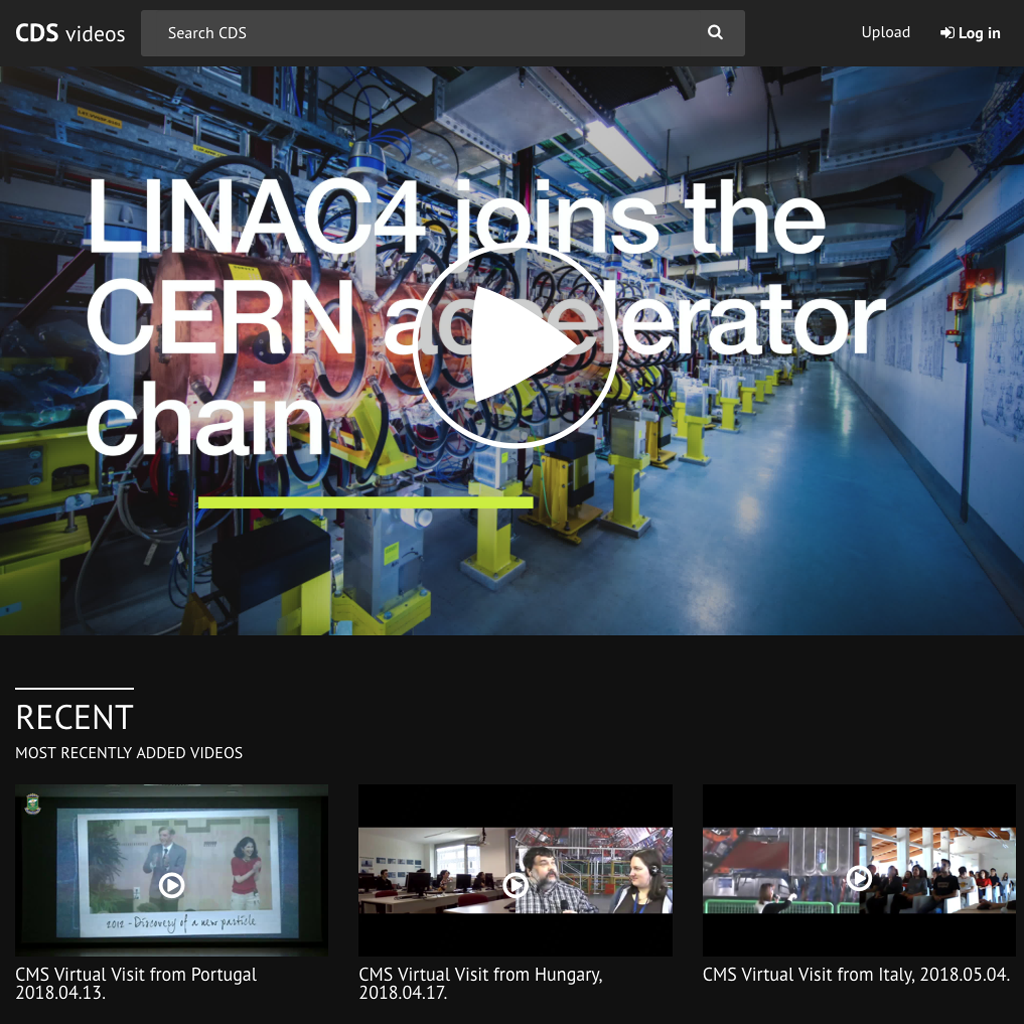 CDS videos
Search CDS
Upload
Log in
LINAC4 joins the
CERN accelerator
chain
RECENT
MOST RECENTLY ADDED VIDEOS
2012 - Discovery of a new particle
CMS Virtual Visit from Portugal
2018.04.13.
CMS Virtual Visit from Hungary,
2018.04.17.
CMS Virtual Visit from Italy, 2018.05.04.